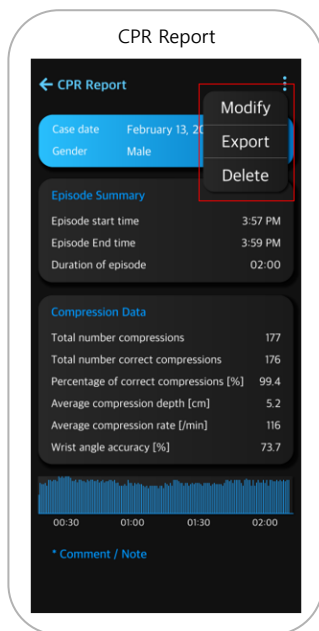 CPR Report
← CPR Report
Modify
Export
Delete
Case date February 13, 20
Gender Male
Episode Summary
Episode start time 3:57 PM
Episode End time 3:59 PM
Duration of episode 02:00
Compression Data
Total number compressions 177
Total number correct compressions 176
Percentage of correct compressions [%] 99.4
Average compression depth [cm] 5.2
Average compression rate [/min] 116
Wrist angle accuracy [%] 73.7
00:30 01:00 01:30 02:00
* Comment / Note